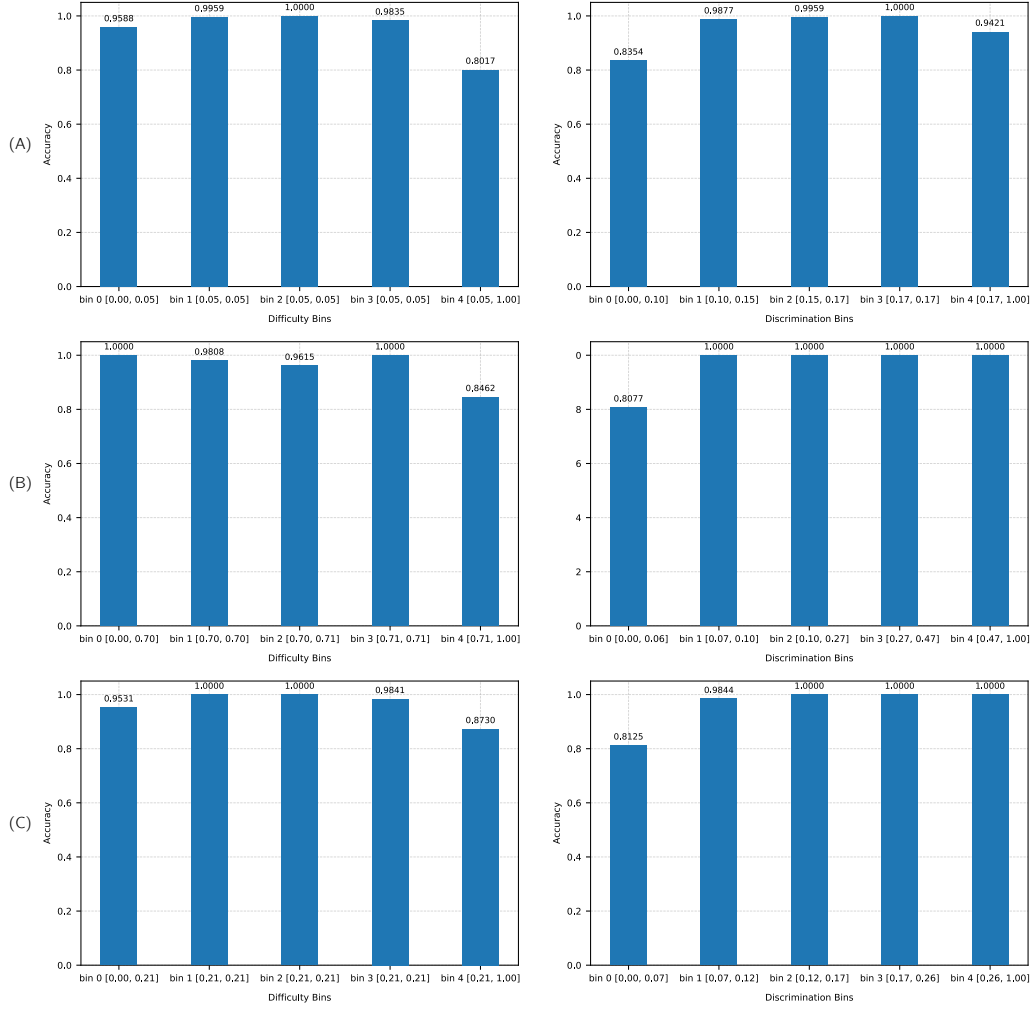 (A)
Accuracy
1.0
0.8
0.6
0.4
0.2
0.0
0.9588
0.9959
1.0000
0.9835
0.8017
bin 0 [0.00, 0.05]
bin 1 [0.05, 0.05]
bin 2 [0.05, 0.05]
bin 3 [0.05, 0.05]
bin 4 [0.05, 1.00]
Difficulty Bins
Accuracy
1.0
0.8
0.6
0.4
0.2
0.0
0.8354
0.9877
0.9959
1.0000
0.9421
bin 0 [0.00, 0.10]
bin 1 [0.10, 0.15]
bin 2 [0.15, 0.17]
bin 3 [0.17, 0.17]
bin 4 [0.17, 1.00]
Discrimination Bins
(B)
Accuracy
1.0
0.8
0.6
0.4
0.2
0.0
1.0000
0.9808
0.9615
1.0000
0.8462
bin 0 [0.00, 0.70]
bin 1 [0.70, 0.70]
bin 2 [0.70, 0.71]
bin 3 [0.71, 0.71]
bin 4 [0.71, 1.00]
Difficulty Bins
0
8
6
4
2
0
0.8077
1.0000
1.0000
1.0000
1.0000
bin 0 [0.00, 0.06]
bin 1 [0.07, 0.10]
bin 2 [0.10, 0.27]
bin 3 [0.27, 0.47]
bin 4 [0.47, 1.00]
Discrimination Bins
(C)
Accuracy
1.0
0.8
0.6
0.4
0.2
0.0
0.9531
1.0000
1.0000
0.9841
0.8730
bin 0 [0.00, 0.21]
bin 1 [0.21, 0.21]
bin 2 [0.21, 0.21]
bin 3 [0.21, 0.21]
bin 4 [0.21, 1.00]
Difficulty Bins
Accuracy
1.0
0.8
0.6
0.4
0.2
0.0
0.8125
0.9844
1.0000
1.0000
1.0000
bin 0 [0.00, 0.07]
bin 1 [0.07, 0.12]
bin 2 [0.12, 0.17]
bin 3 [0.17, 0.26]
bin 4 [0.26, 1.00]
Discrimination Bins